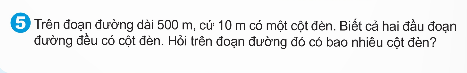 5 Trên đoạn đường dài 500 m, cứ 10 m có một cột đèn. Biết cả hai đầu đoạn
đường đều có cột đèn. Hỏi trên đoạn đường đó có bao nhiêu cột đèn?